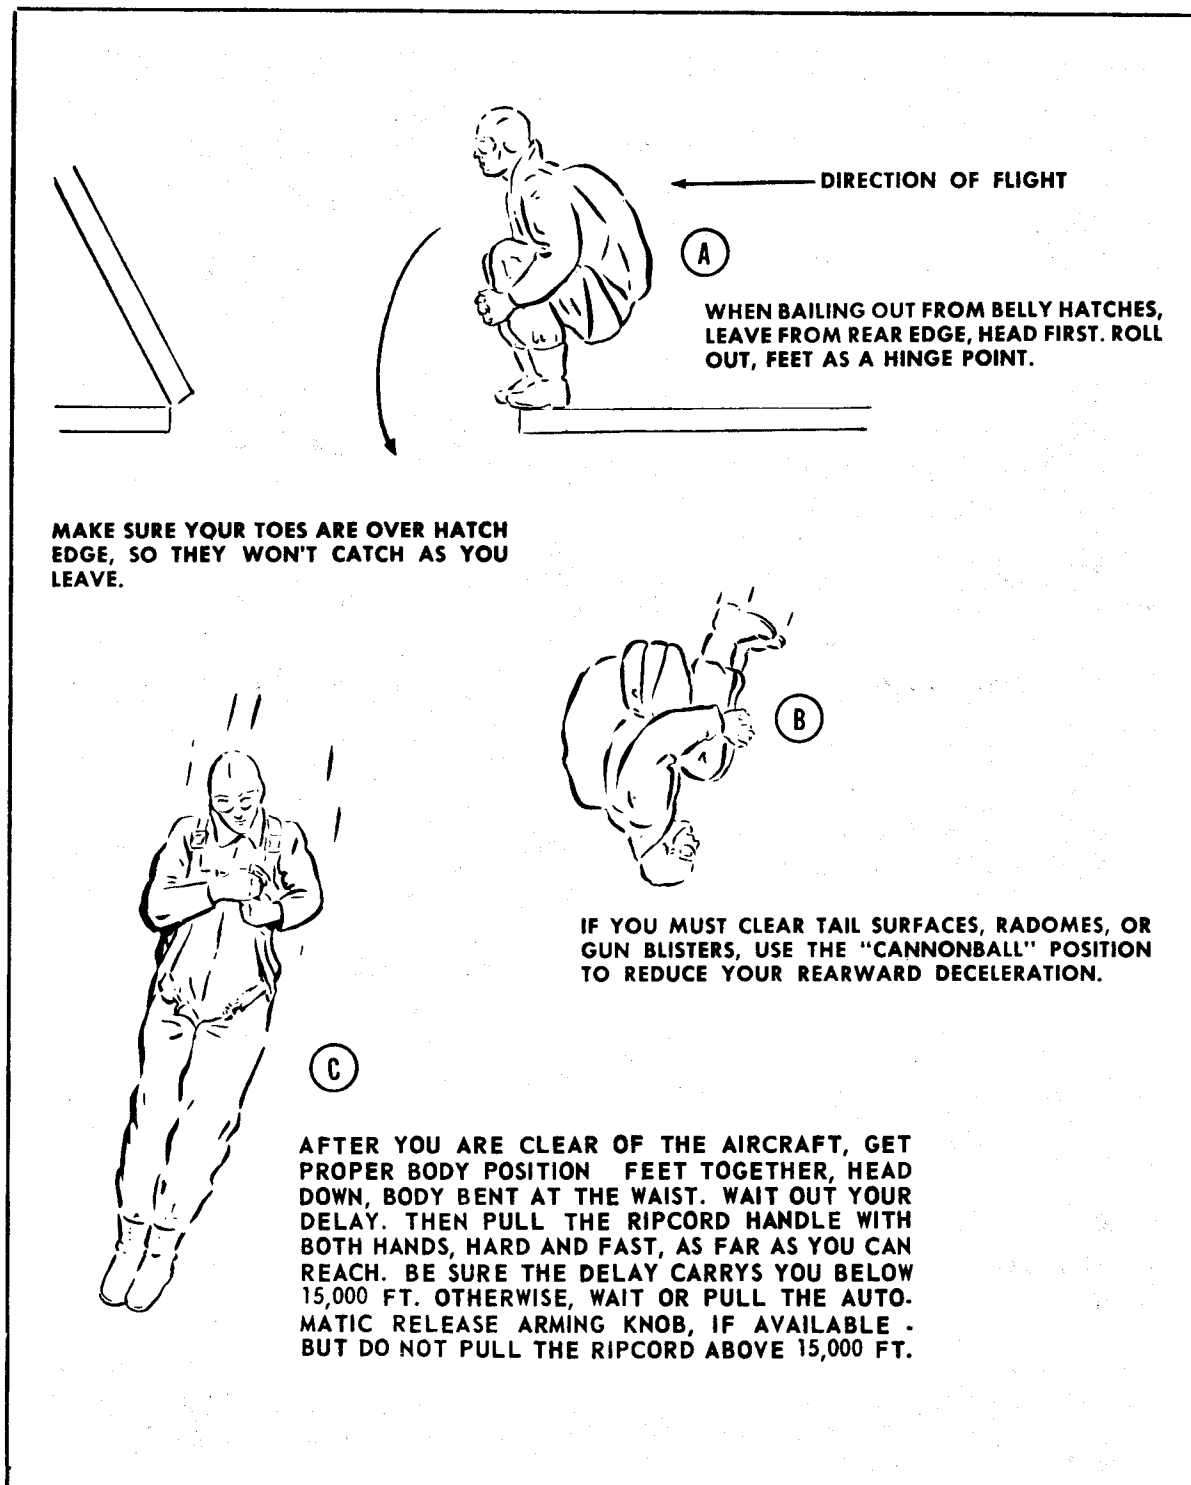 DIRECTION OF FLIGHT
A
WHEN BAILING OUT FROM BELLY HATCHES,
LEAVE FROM REAR EDGE, HEAD FIRST. ROLL
OUT, FEET AS A HINGE POINT.
MAKE SURE YOUR TOES ARE OVER HATCH
EDGE, SO THEY WON'T CATCH AS YOU
LEAVE.
B
IF YOU MUST CLEAR TAIL SURFACES, RADOMES, OR
GUN BLISTERS, USE THE "CANNONBALL" POSITION
TO REDUCE YOUR REARWARD DECELERATION.
C
AFTER YOU ARE CLEAR OF THE AIRCRAFT, GET
PROPER BODY POSITION FEET TOGETHER, HEAD
DOWN, BODY BENT AT THE WAIST. WAIT OUT YOUR
DELAY. THEN PULL THE RIPCORD HANDLE WITH
BOTH HANDS, HARD AND FAST, AS FAR AS YOU CAN
REACH. BE SURE THE DELAY CARRYS YOU BELOW
15,000 FT. OTHERWISE, WAIT OR PULL THE AUTO-
MATIC RELEASE ARMING KNOB, IF AVAILABLE -
BUT DO NOT PULL THE RIPCORD ABOVE 15,000 FT.